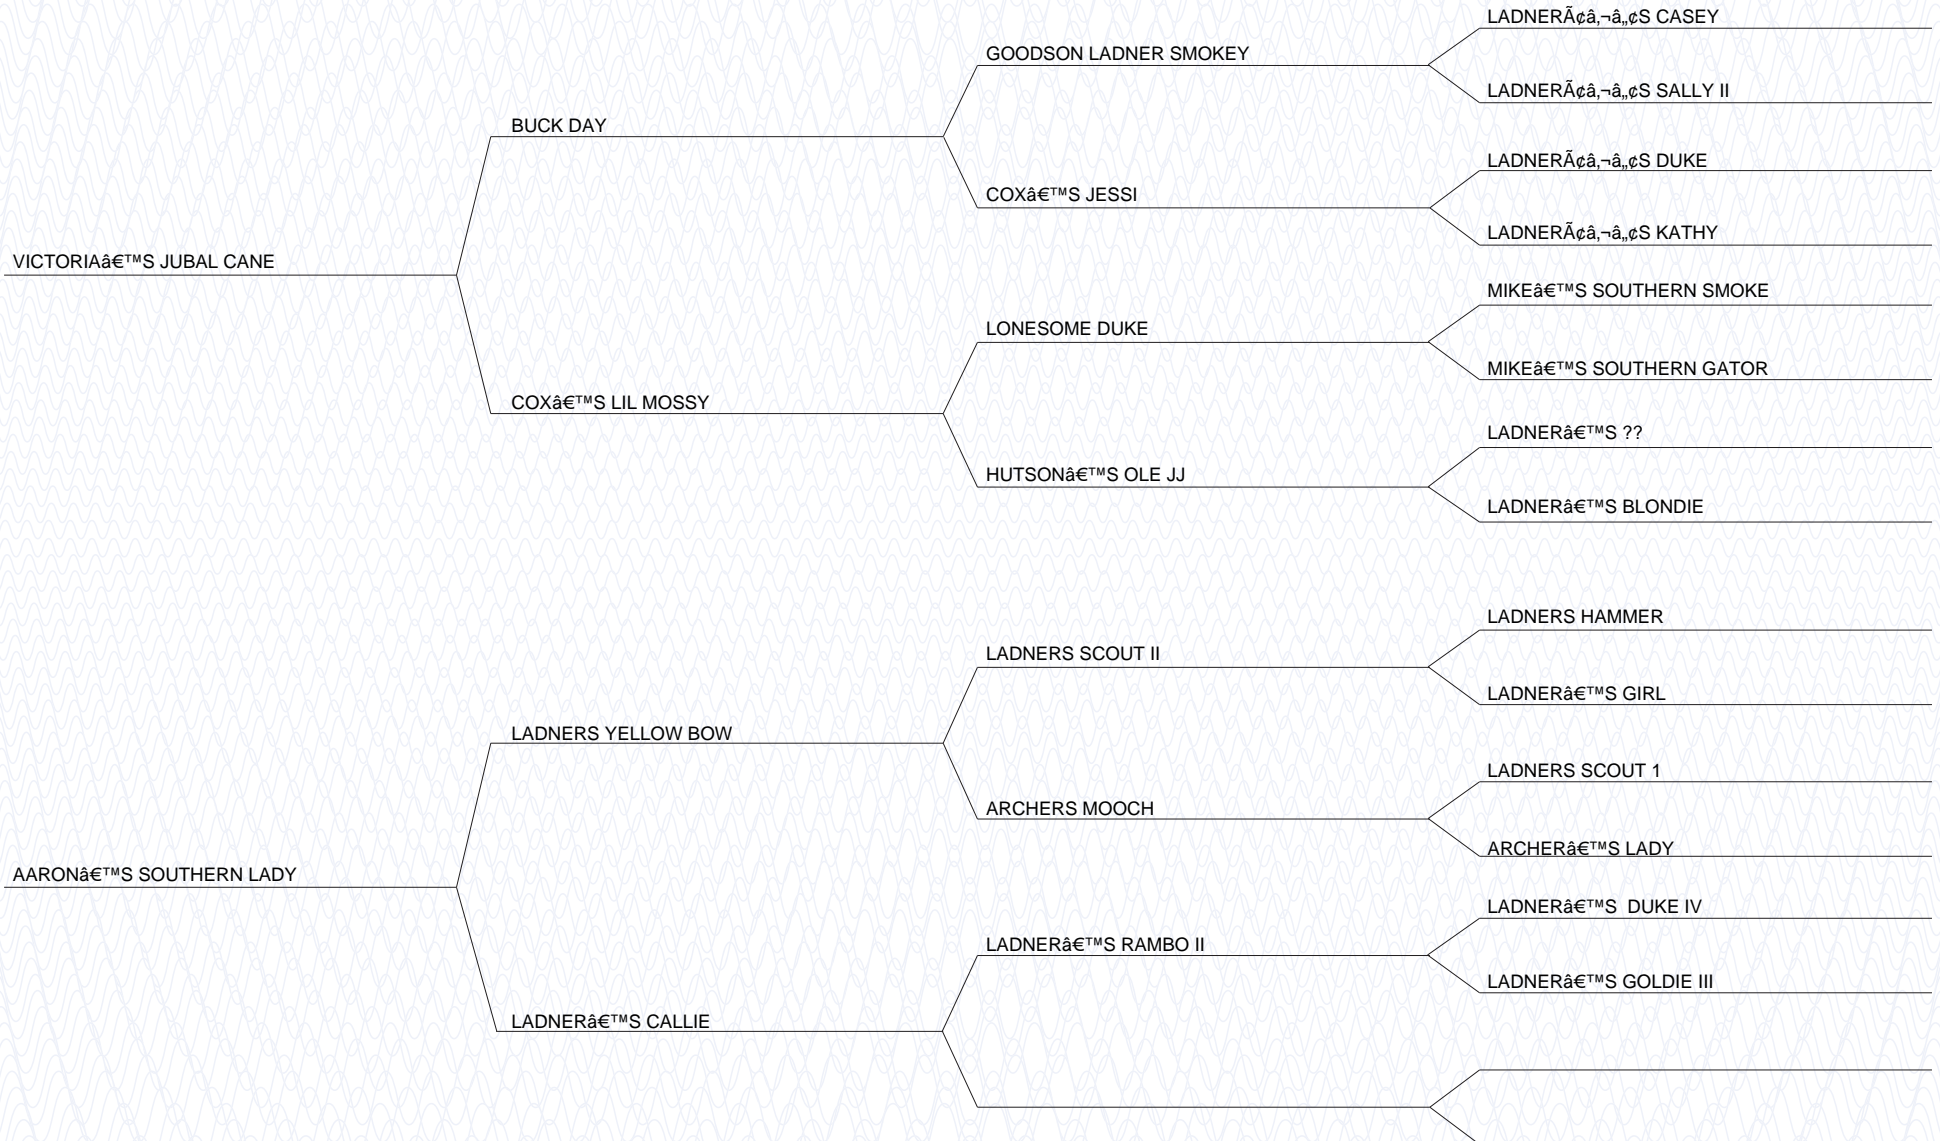 LADNERÃ¢â‚¬â„¢S CASEY
GOODSON LADNER SMOKEY
LADNERÃ¢â‚¬â„¢S SALLY II
BUCK DAY
LADNERÃ¢â‚¬â„¢S DUKE
COXâ€™S JESSI
LADNERÃ¢â‚¬â„¢S KATHY
VICTORIAâ€™S JUBAL CANE
MIKEâ€™S SOUTHERN SMOKE
LONESOME DUKE
MIKEâ€™S SOUTHERN GATOR
COXâ€™S LIL MOSSY
LADNERâ€™S ??
HUTSONâ€™S OLE JJ
LADNERâ€™S BLONDIE
LADNERS HAMMER
LADNERS SCOUT II
LADNERâ€™S GIRL
LADNERS YELLOW BOW
LADNERS SCOUT 1
ARCHERS MOOCH
ARCHERâ€™S LADY
AARONâ€™S SOUTHERN LADY
LADNERâ€™S  DUKE IV
LADNERâ€™S RAMBO II
LADNERâ€™S GOLDIE III
LADNERâ€™S CALLIE